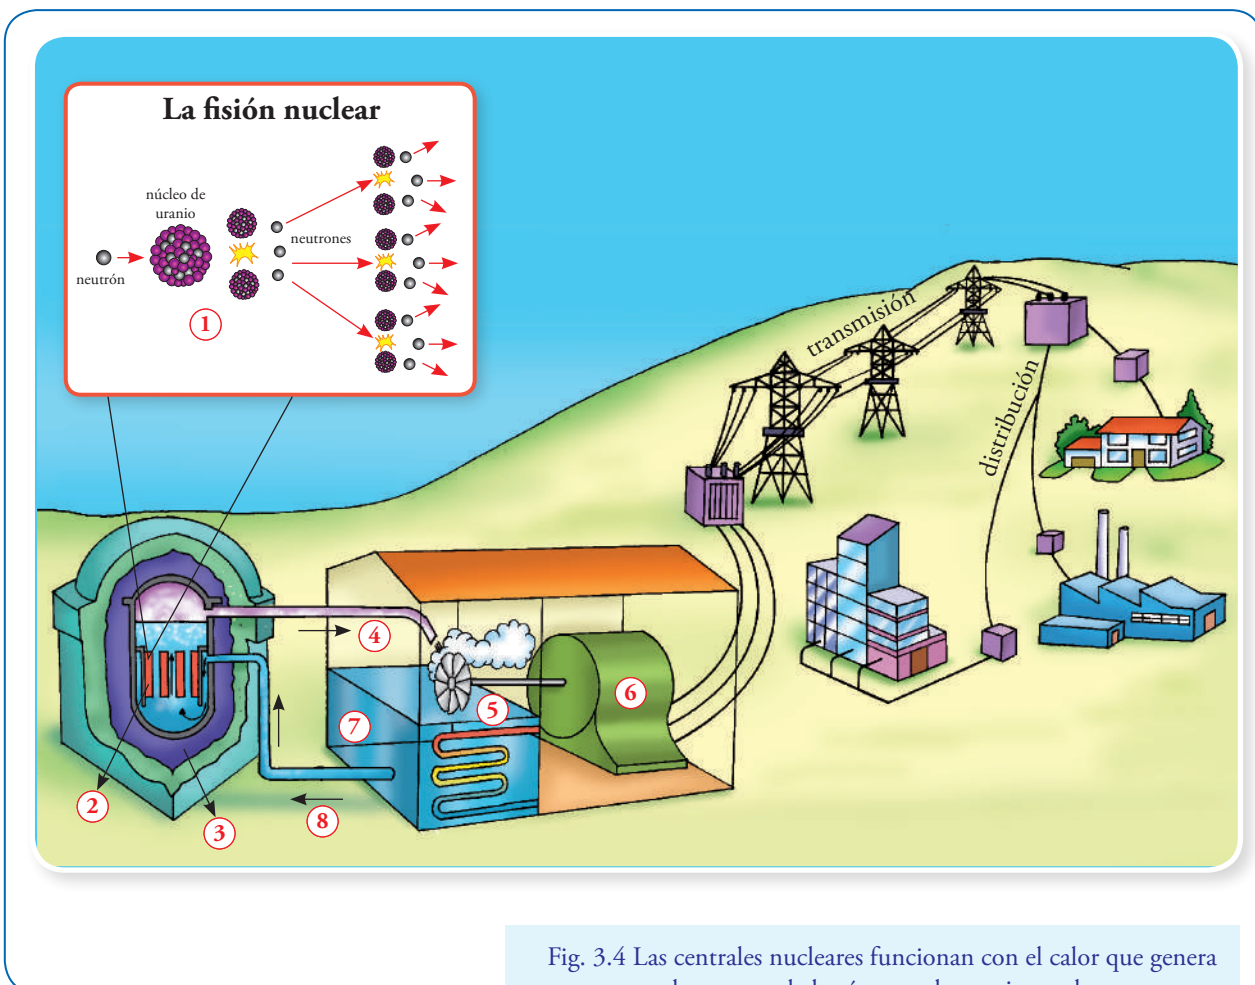 La fisión nuclear
núcleo de
uranio
neutrones
neutrón
1
transmisión
distribución
4
5
6
7
2
3
8
Fig. 3.4 Las centrales nucleares funcionan con el calor que genera